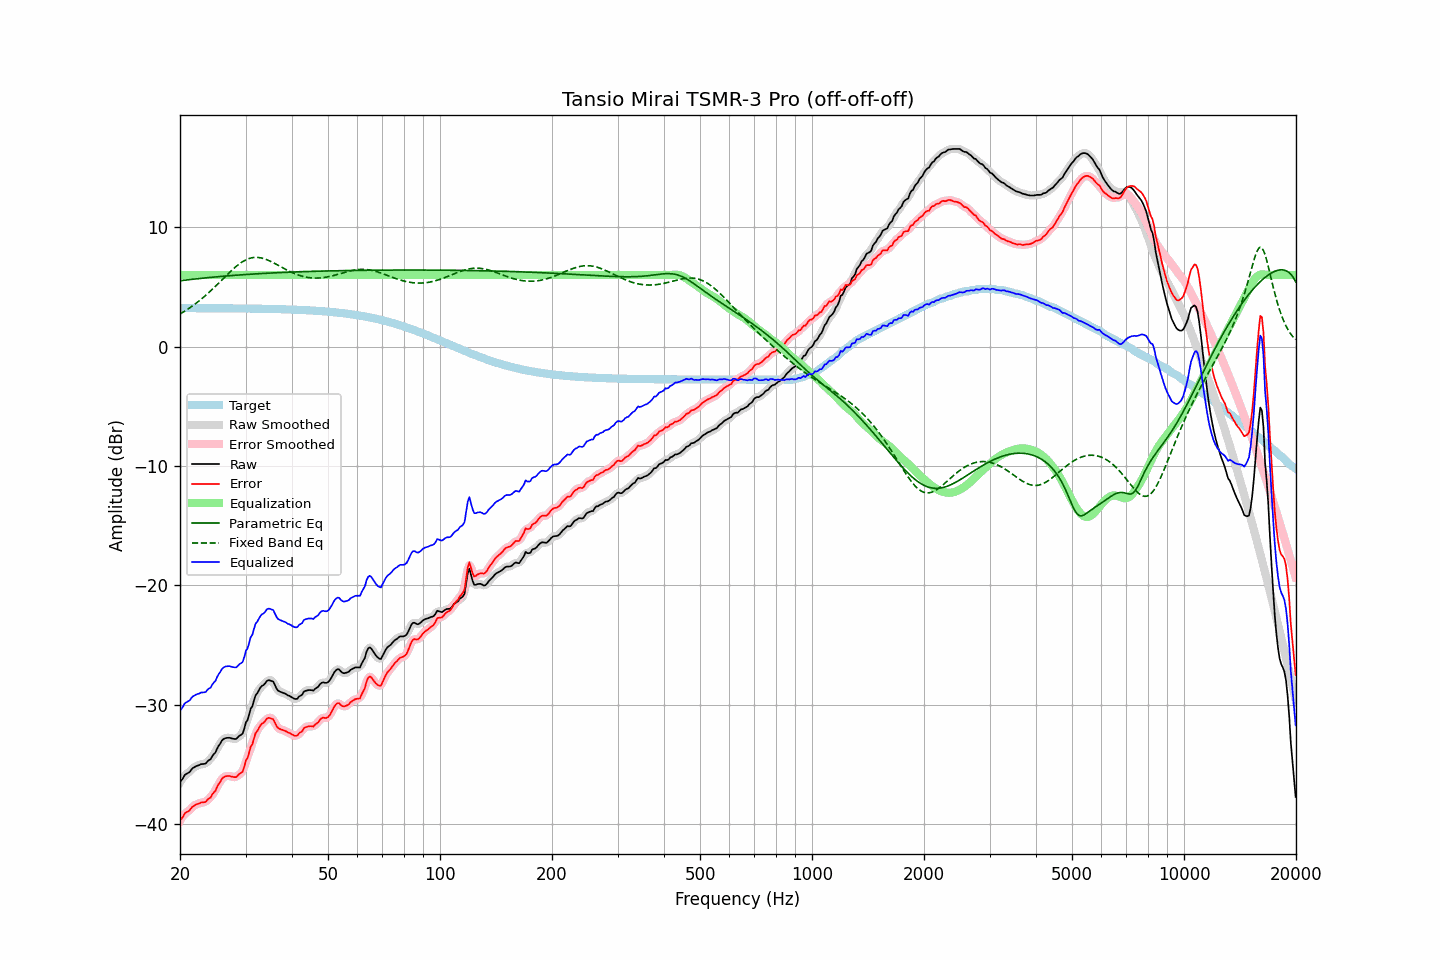 Tansio Mirai TSMR-3 Pro (off-off-off)
Amplitude (dBr)
10
0
−10
−20
−30
−40
Target
Raw Smoothed
Error Smoothed
Raw
Error
Equalization
Parametric Eq
Fixed Band Eq
Equalized
20
50
100
200
500
1000
2000
5000
10000
20000
Frequency (Hz)